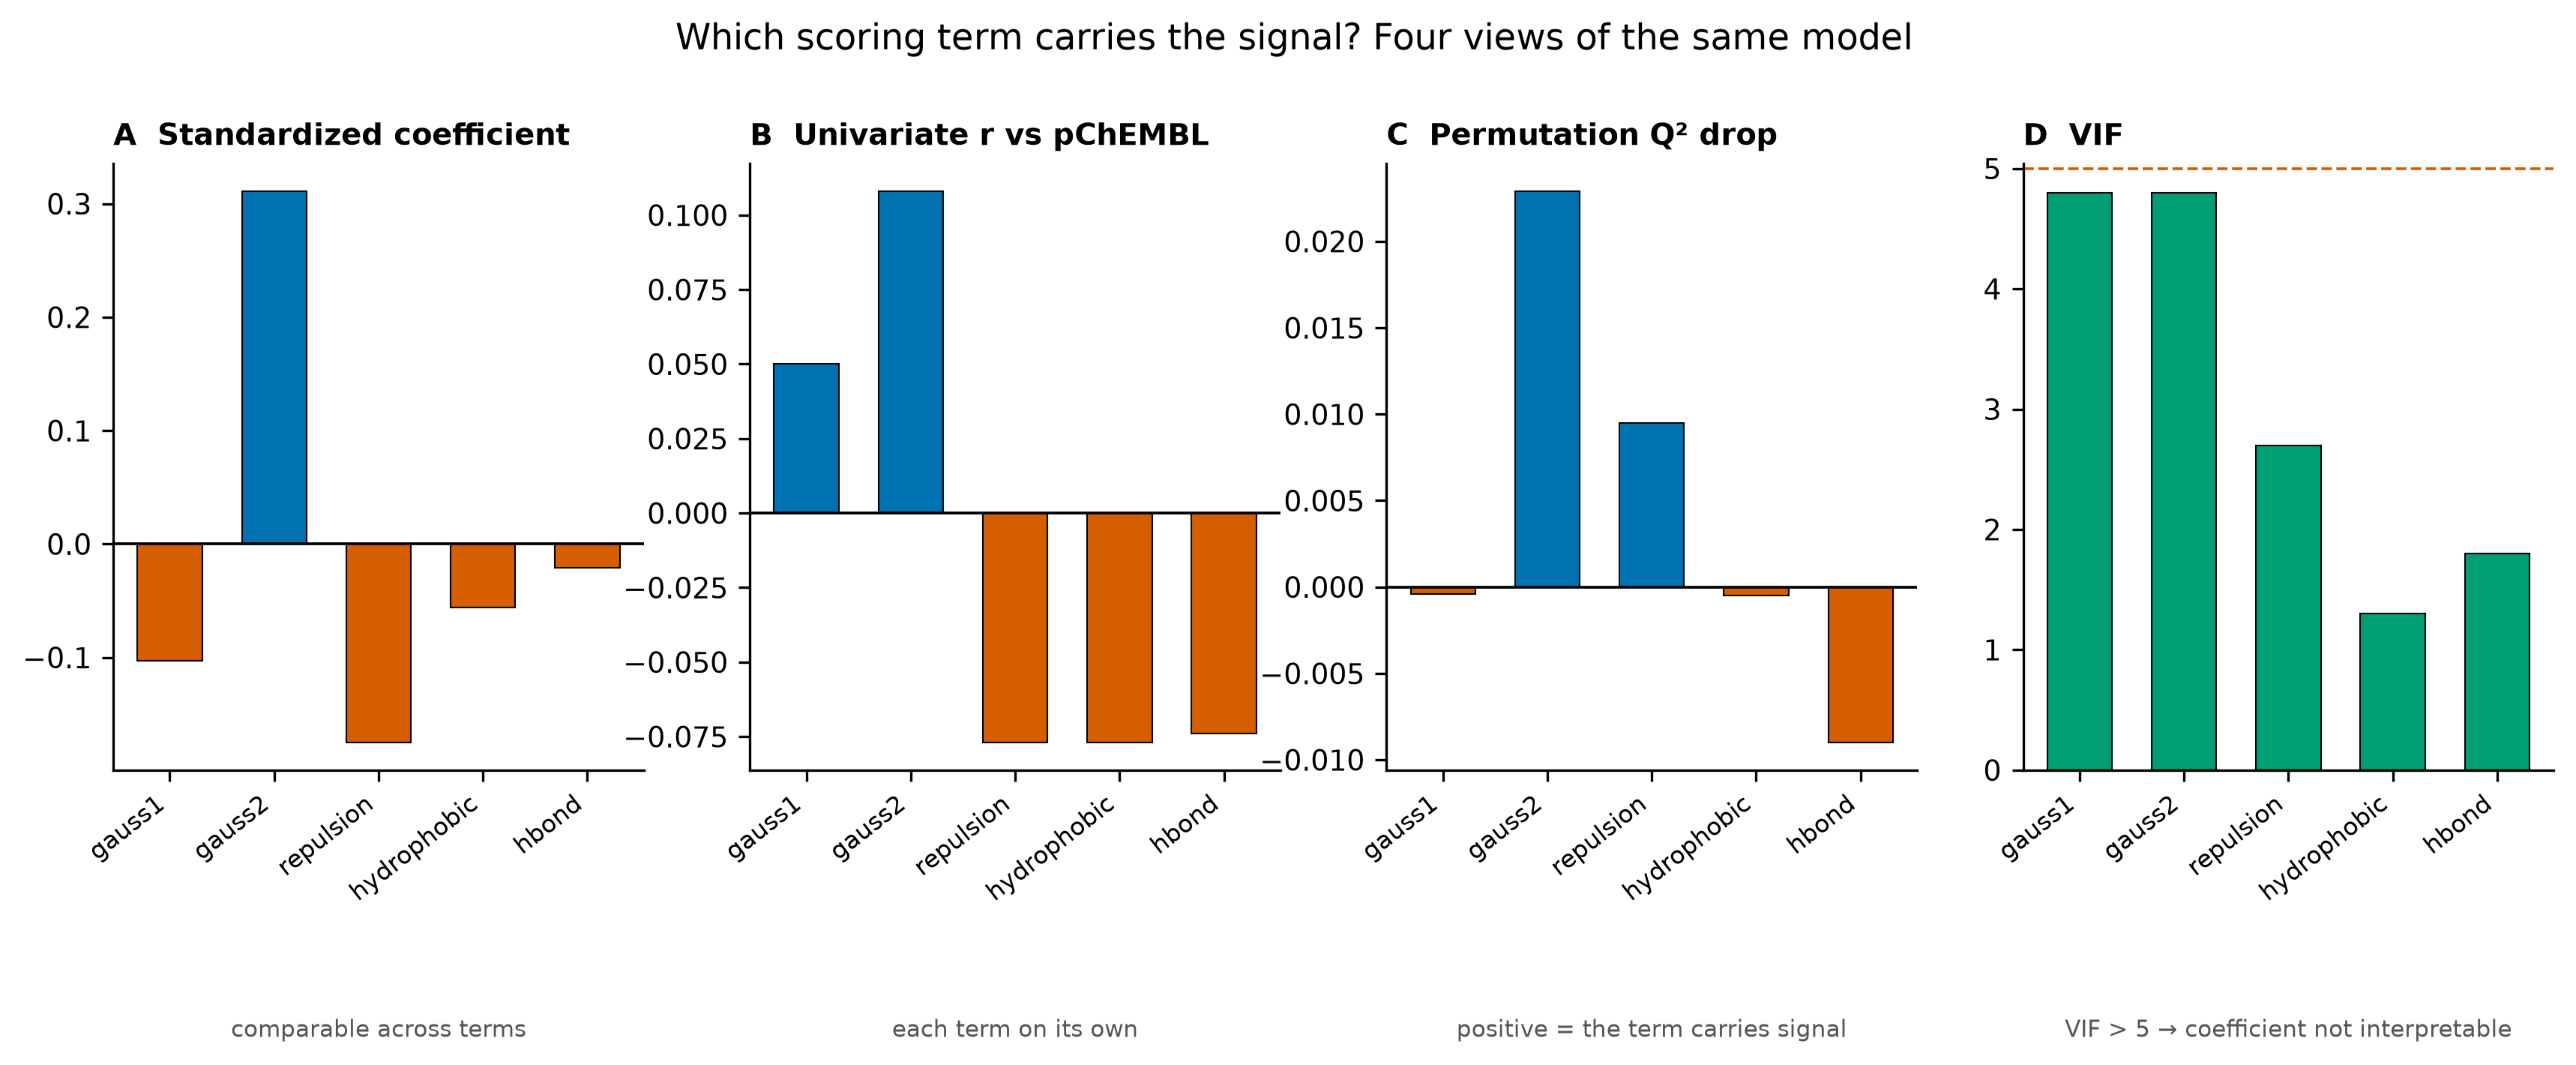 Which scoring term carries the signal? Four views of the same model
A Standardized coefficient
0.3
0.2
0.1
0.0
−0.1
gauss1
gauss2
repulsion
hydrophobic
hbond
comparable across terms
B Univariate r vs pChEMBL
0.100
0.075
0.050
0.025
0.000
−0.025
−0.050
−0.075
gauss1
gauss2
repulsion
hydrophobic
hbond
each term on its own
C Permutation Q² drop
0.020
0.015
0.010
0.005
0.000
−0.005
−0.010
gauss1
gauss2
repulsion
hydrophobic
hbond
positive = the term carries signal
D VIF
5
4
3
2
1
0
gauss1
gauss2
repulsion
hydrophobic
hbond
VIF > 5 → coefficient not interpretable